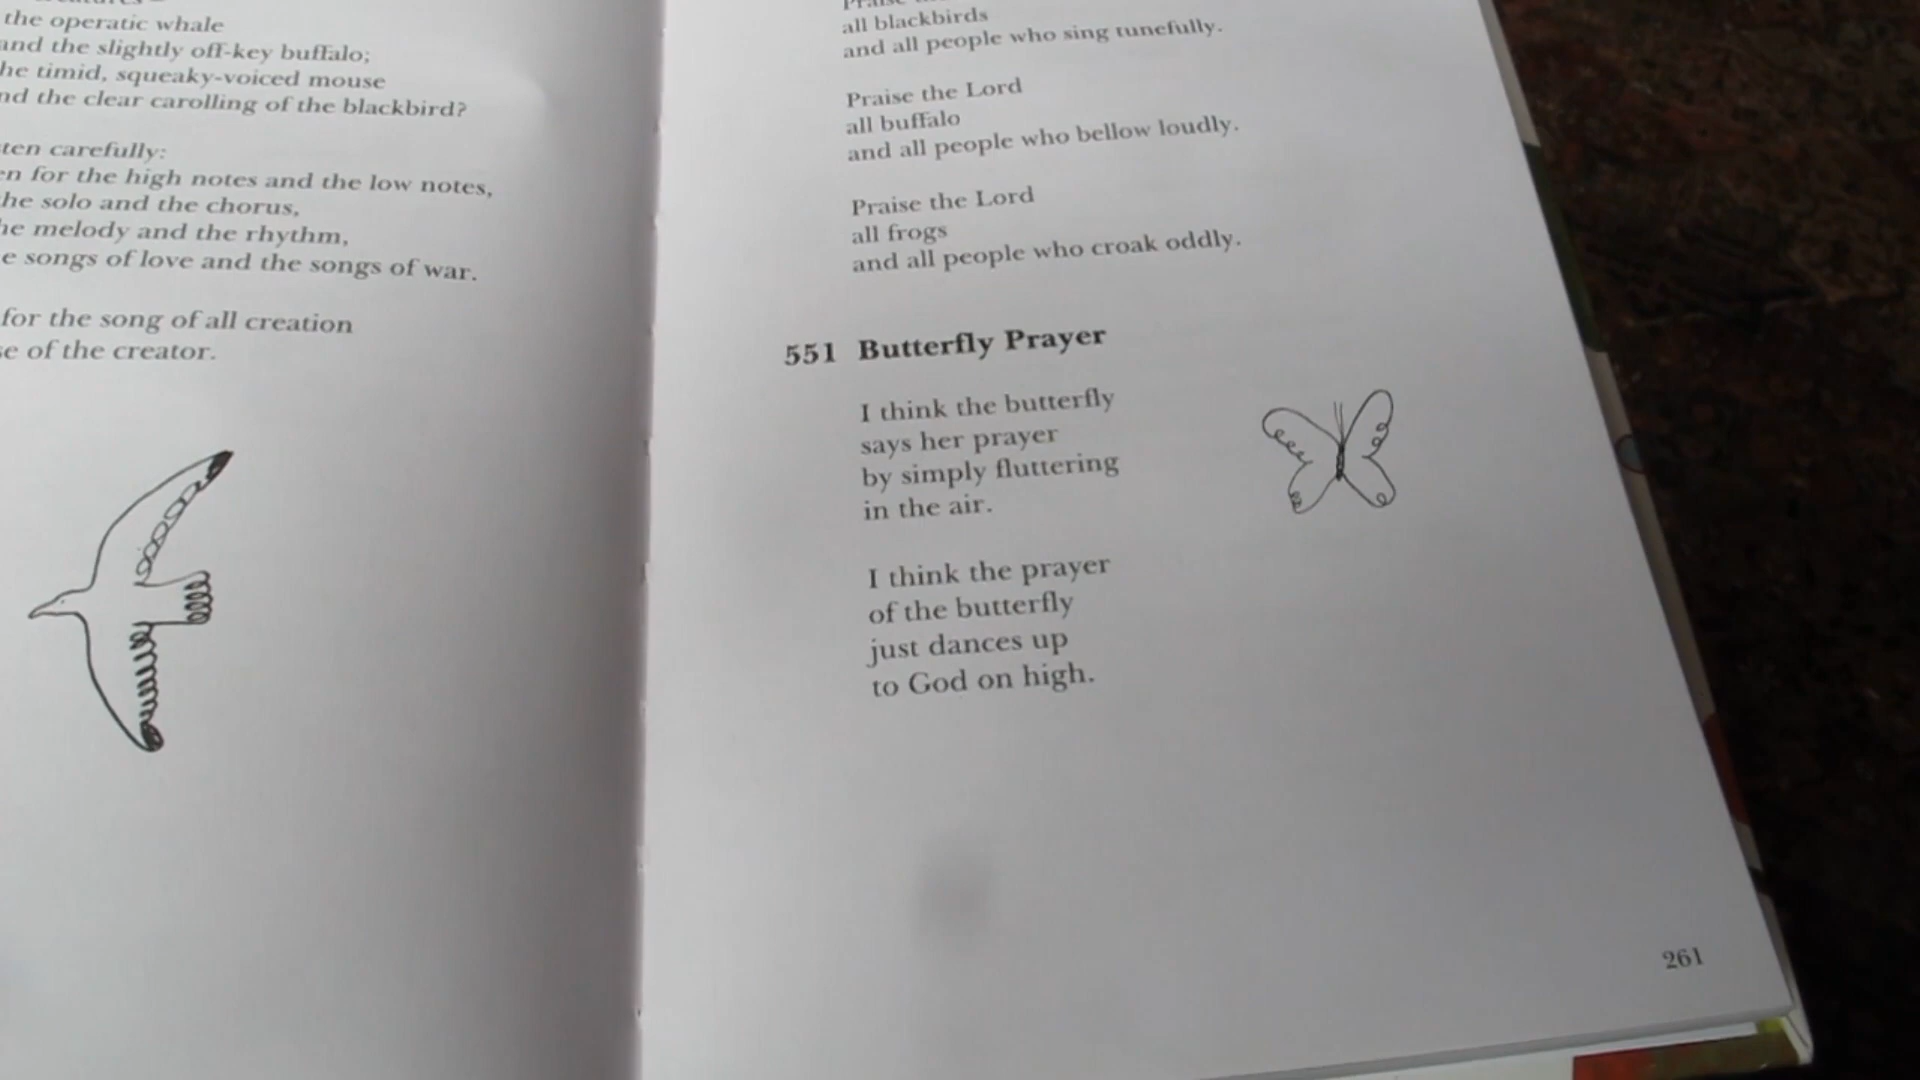 the operatic whale
and the slightly off-key buffalo;
he timid, squeaky-voiced mouse
nd the clear carolling of the blackbird?
ten carefully:
en for the high notes and the low notes,
he solo and the chorus,
he melody and the rhythm,
e songs of love and the songs of war.
for the song of all creation
se of the creator.
Praise
all blackbirds
and all people who sing tunefully.
Praise the Lord
all buffalo
and all people who bellow loudly.
Praise the Lord
all frogs
and all people who croak oddly.
551 Butterfly Prayer
I think the butterfly
says her prayer
by simply fluttering
in the air.
I think the prayer
of the butterfly
just dances up
to God on high.
261